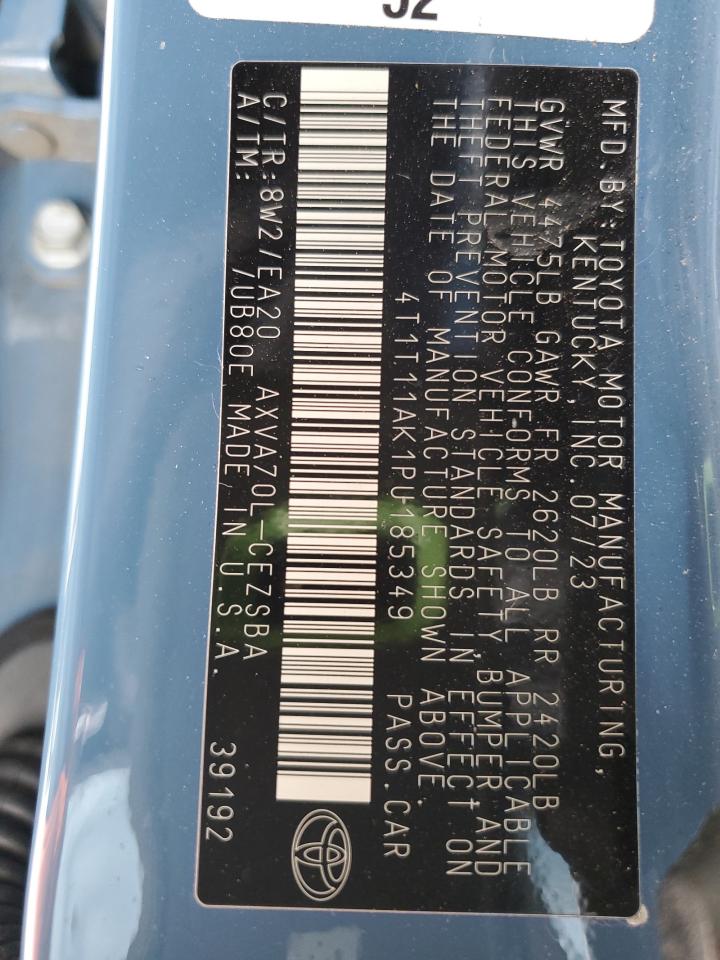 52
MFD. BY: TOYOTA MOTOR MANUFACTURING,
KENTUCKY, INC. 07/23
GVWR 4475LB GAWR FR 2620LB RR 2420LB
THIS VEHICLE CONFORMS TO ALL APPLICABLE
FEDERAL MOTOR VEHICLE SAFETY, BUMPER, AND
THEFT PREVENTION STANDARDS IN EFFECT ON
THE DATE OF MANUFACTURE SHOWN ABOVE.
4T1T11AK1PU185349 PASS.CAR
C/TR: 8W2/EA20 AXVA70L-CEZSBA
A/TM: /UB80E MADE IN U.S.A. 39192